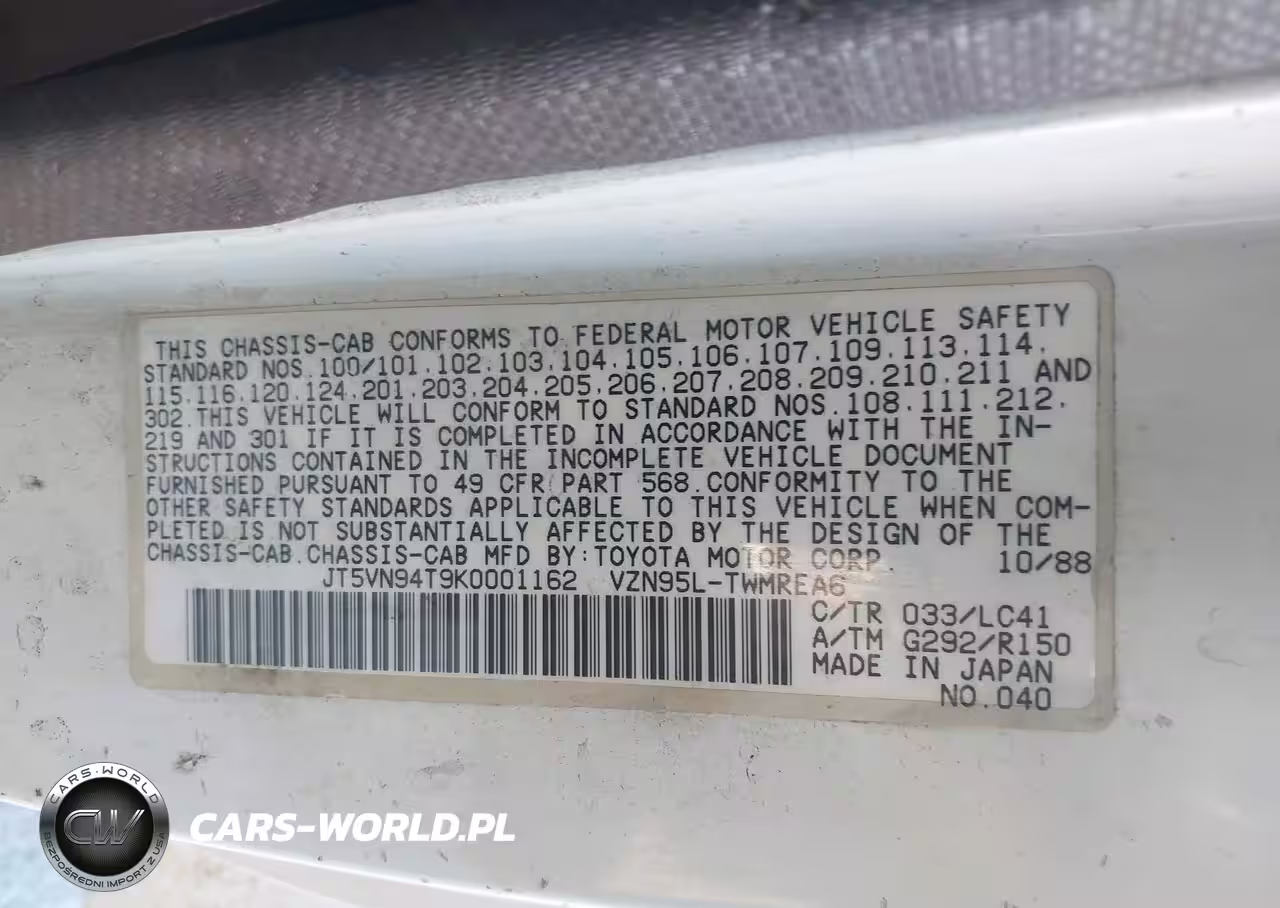 THIS CHASSIS-CAB CONFORMS TO FEDERAL MOTOR VEHICLE SAFETY
STANDARD NOS.100/101.102.103.104.105.106.107.109.113.114.
115.116.120.124.201.203.204.205.206.207.208.209.210.211 AND
302.THIS VEHICLE WILL CONFORM TO STANDARD NOS.108.111.212.
219 AND 301 IF IT IS COMPLETED IN ACCORDANCE WITH THE IN-
STRUCTIONS CONTAINED IN THE INCOMPLETE VEHICLE DOCUMENT
FURNISHED PURSUANT TO 49 CFR PART 568.CONFORMITY TO THE
OTHER SAFETY STANDARDS APPLICABLE TO THIS VEHICLE WHEN COM-
PLETED IS NOT SUBSTANTIALLY AFFECTED BY THE DESIGN OF THE
CHASSIS-CAB.CHASSIS-CAB MFD BY:TOYOTA MOTOR CORP. 10/88
JT5VN94T9K0001162 VZN95L-TWMREA6
C/TR 033/LC41
A/TM G292/R150
MADE IN JAPAN
NO.040
CARS-WORLD
CW
BEZPOŚREDNI IMPORT Z USA
CARS-WORLD.PL